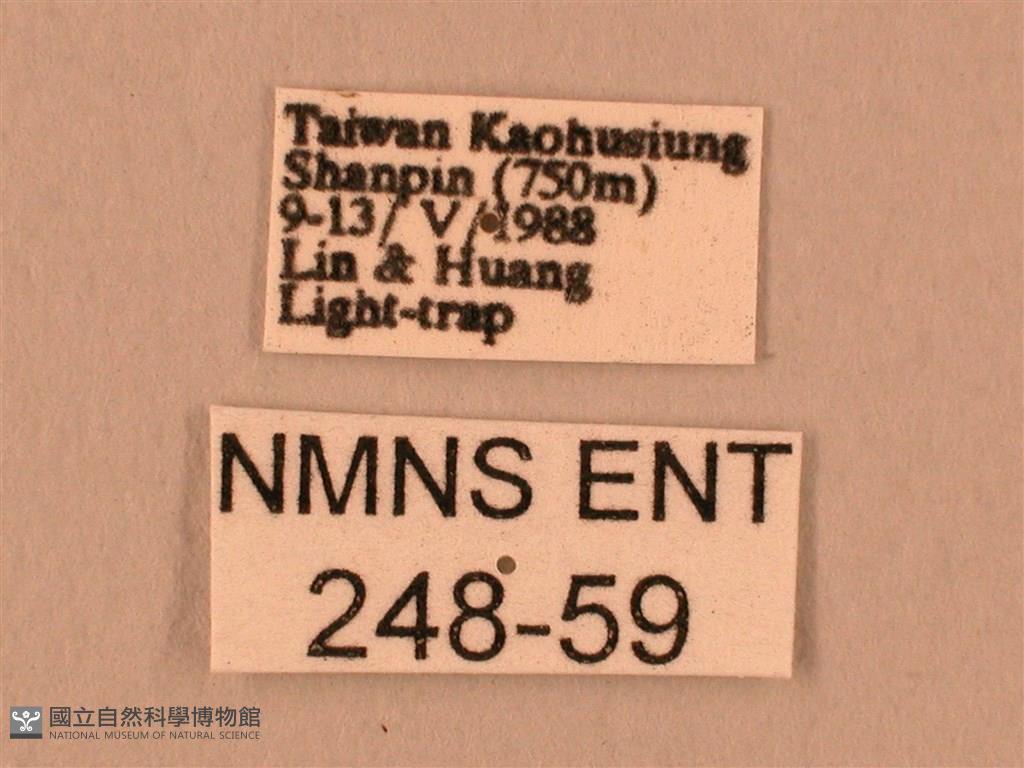 Taiwan Kaohusiung
Shanpin (750m)
9-13/ V/1988
Lin & Huang
Light-trap
NMNS ENT
248-59
國立自然科學博物館
NATIONAL MUSEUM OF NATURAL SCIENCE